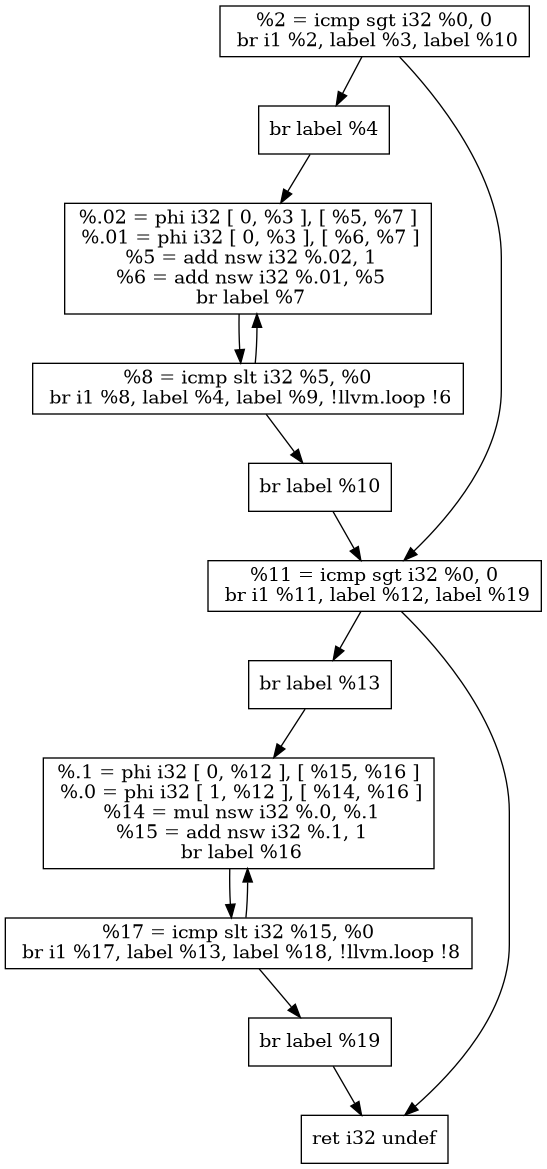 %2 = icmp sgt i32 %0, 0
br i1 %2, label %3, label %10
br label %4
%.02 = phi i32 [ 0, %3 ], [ %5, %7 ]
%.01 = phi i32 [ 0, %3 ], [ %6, %7 ]
%5 = add nsw i32 %.02, 1
%6 = add nsw i32 %.01, %5
br label %7
%8 = icmp slt i32 %5, %0
br i1 %8, label %4, label %9, !llvm.loop !6
br label %10
%11 = icmp sgt i32 %0, 0
br i1 %11, label %12, label %19
br label %13
%.1 = phi i32 [ 0, %12 ], [ %15, %16 ]
%.0 = phi i32 [ 1, %12 ], [ %14, %16 ]
%14 = mul nsw i32 %.0, %.1
%15 = add nsw i32 %.1, 1
br label %16
%17 = icmp slt i32 %15, %0
br i1 %17, label %13, label %18, !llvm.loop !8
br label %19
ret i32 undef